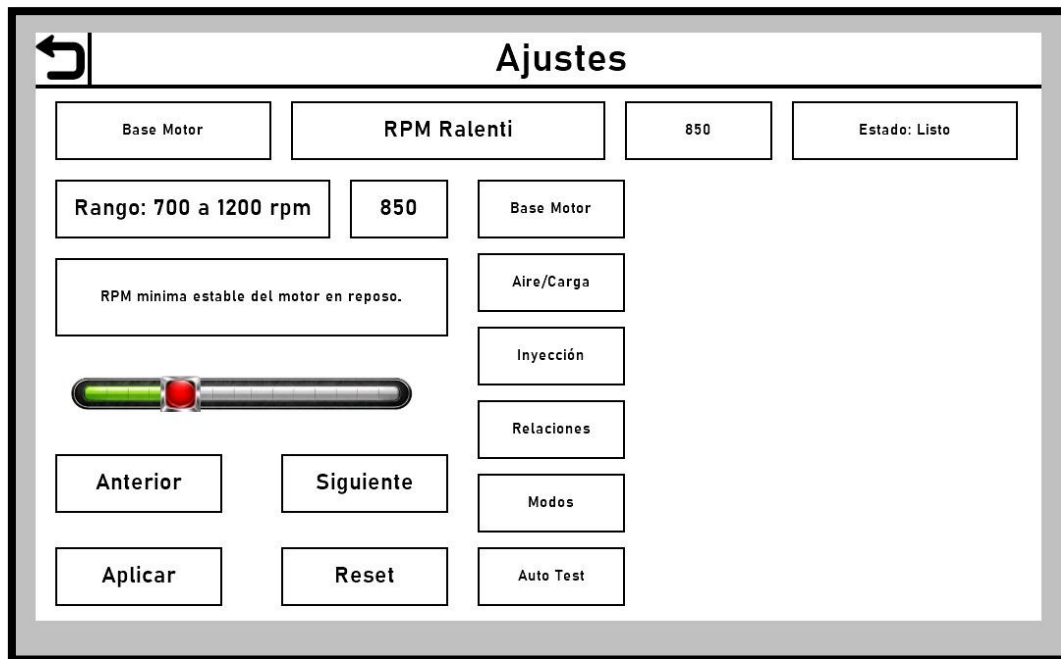 Ajustes
Base Motor
RPM Ralenti
850
Estado: Listo
Rango: 700 a 1200 rpm
850
Base Motor
RPM minima estable del motor en reposo.
Aire/Carga
Inyección
Relaciones
Anterior
Siguiente
Modos
Aplicar
Reset
Auto Test